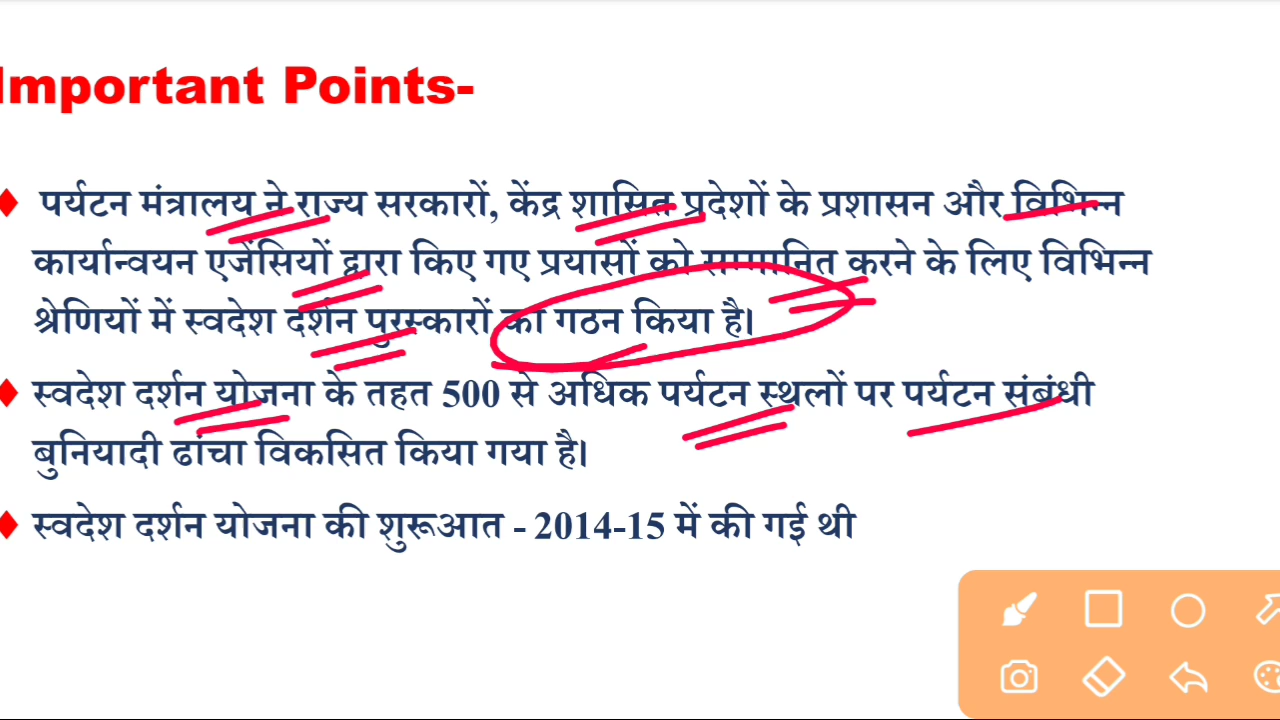 Important Points-
पर्यटन मंत्रालय ने राज्य सरकारों, केंद्र शासित प्रदेशों के प्रशासन और विभिन्न
कार्यान्वयन एजेंसियों द्वारा किए गए प्रयासों को सम्मानित करने के लिए विभिन्न
श्रेणियों में स्वदेश दर्शन पुरस्कारों का गठन किया है।
स्वदेश दर्शन योजना के तहत 500 से अधिक पर्यटन स्थलों पर पर्यटन संबंधी
बुनियादी ढांचा विकसित किया गया है।
स्वदेश दर्शन योजना की शुरूआत - 2014-15 में की गई थी